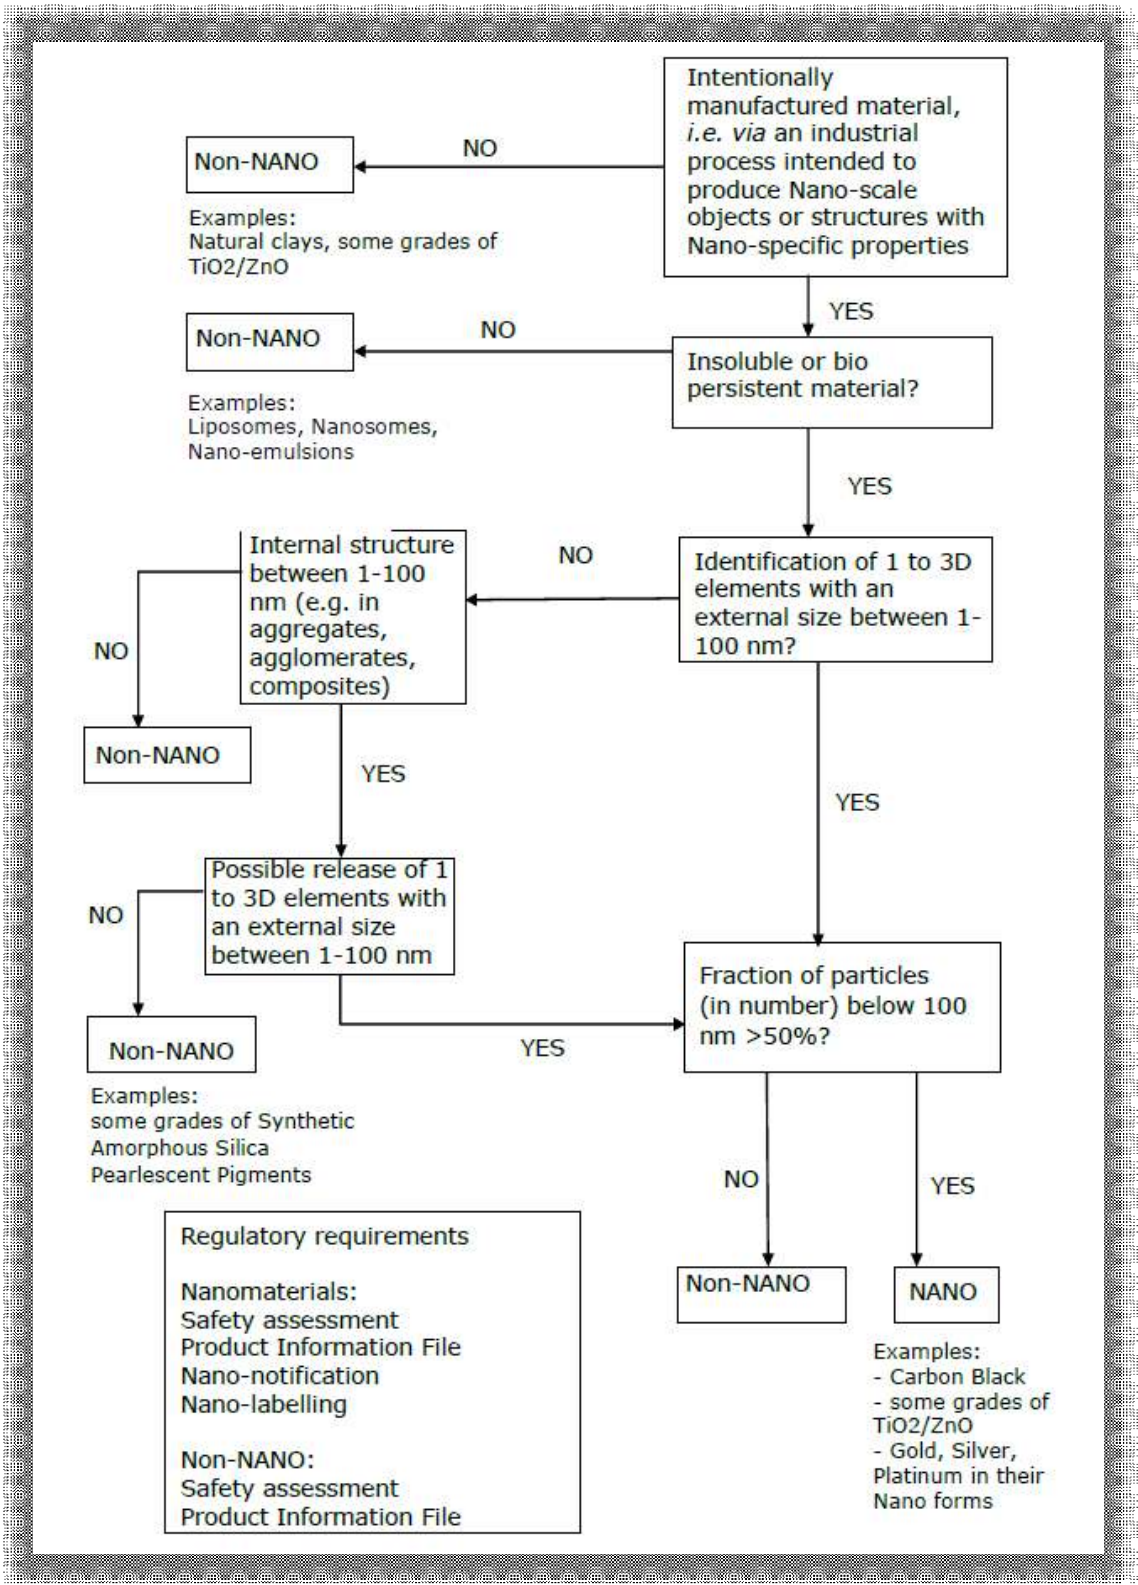 Intentionally
manufactured material,
i.e. via an industrial
process intended to
produce Nano-scale
objects or structures with
Nano-specific properties
NO
Non-NANO
Examples:
Natural clays, some grades of
TiO2/ZnO
YES
Insoluble or bio
persistent material?
NO
Non-NANO
Examples:
Liposomes, Nanosomes,
Nano-emulsions
YES
Identification of 1 to 3D
elements with an
external size between 1-
100 nm?
NO
Internal structure
between 1-100
nm (e.g. in
aggregates,
agglomerates,
composites)
NO
Non-NANO
YES
YES
Possible release of 1
to 3D elements with
an external size
between 1-100 nm
NO
Non-NANO
Examples:
some grades of Synthetic
Amorphous Silica
Pearlescent Pigments
YES
Fraction of particles
(in number) below 100
nm >50%?
NO
YES
Non-NANO
NANO
Examples:
- Carbon Black
- some grades of
TiO2/ZnO
- Gold, Silver,
Platinum in their
Nano forms
Regulatory requirements
Nanomaterials:
Safety assessment
Product Information File
Nano-notification
Nano-labelling
Non-NANO:
Safety assessment
Product Information File